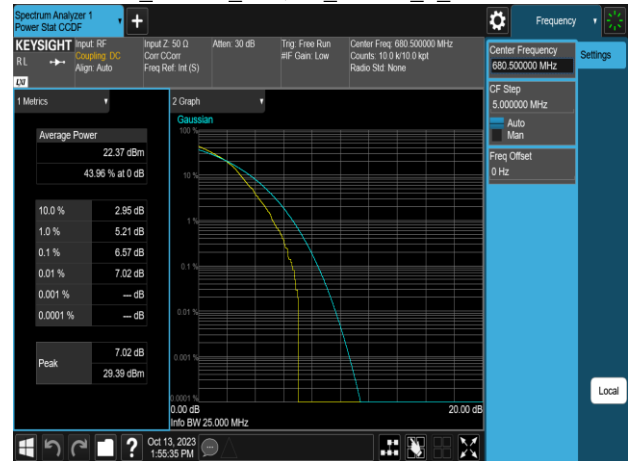 Spectrum Analyzer 1
Power Stat CCDF
Frequency
KEYSIGHT
RL
LXI
Input: RF
Coupling: DC
Align: Auto
Input Z: 50 Ω
Corr CCorr
Freq Ref: Int (S)
Atten: 30 dB
Trig: Free Run
#IF Gain: Low
Center Freq: 680.500000 MHz
Counts: 10.0 k/10.0 kpt
Radio Std: None
Center Frequency
680.500000 MHz
Settings
CF Step
5.000000 MHz
Auto
Man
Freq Offset
0 Hz
1 Metrics
Average Power
22.37 dBm
43.96 % at 0 dB
10.0 % 2.95 dB
1.0 % 5.21 dB
0.1 % 6.57 dB
0.01 % 7.02 dB
0.001 % --- dB
0.0001 % --- dB
Peak
7.02 dB
29.39 dBm
2 Graph
Gaussian
100 %
10 %
1 %
0.1 %
0.01 %
0.001 %
0.0001 %
0.00 dB 20.00 dB
Info BW 25.000 MHz
Local
Oct 13, 2023
1:55:35 PM